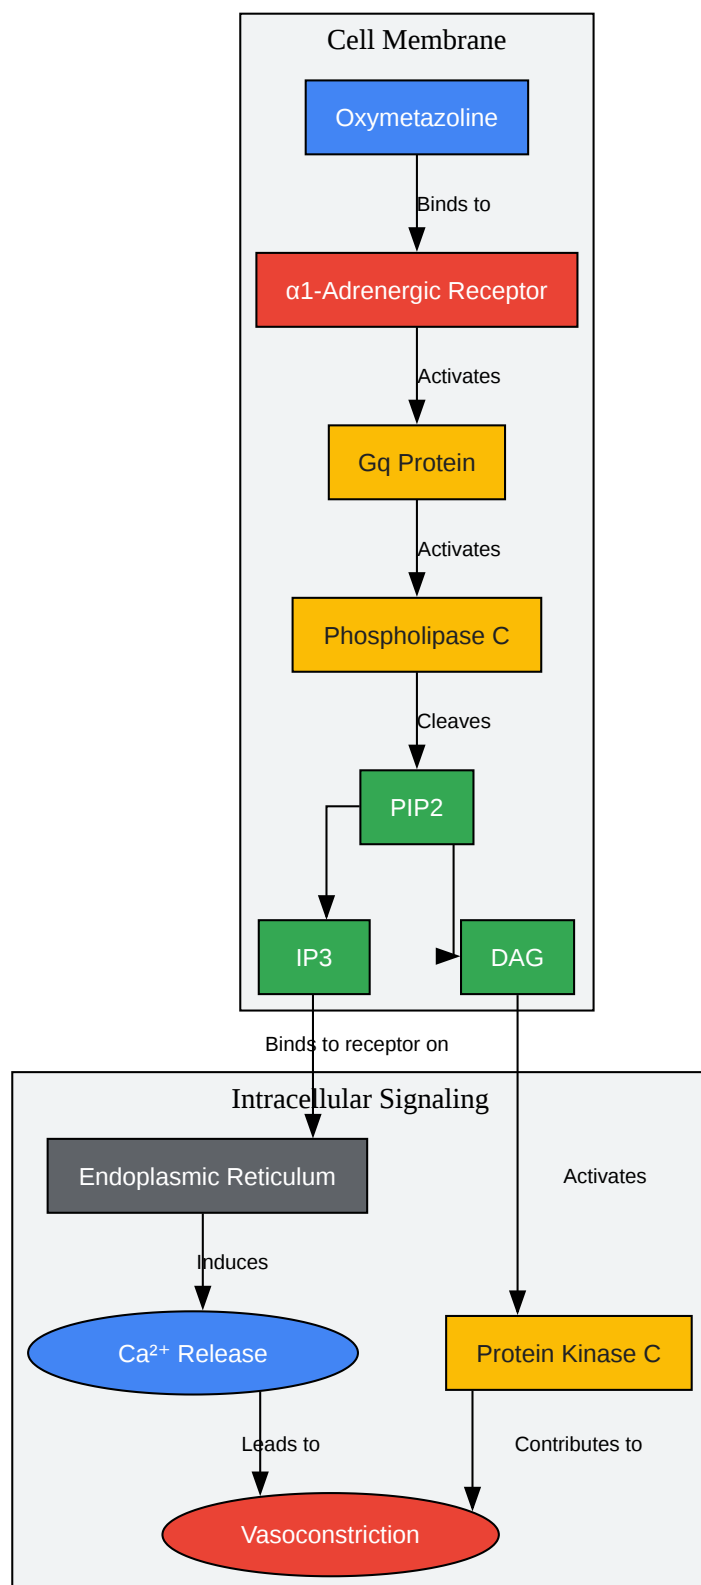 Cell Membrane
Oxymetazoline
Binds to
α1-Adrenergic Receptor
Activates
Gq Protein
Activates
Phospholipase C
Cleaves
PIP2
IP3
DAG
Binds to receptor on
Intracellular Signaling
Endoplasmic Reticulum
Activates
Induces
Ca²⁺ Release
Protein Kinase C
Leads to
Contributes to
Vasoconstriction